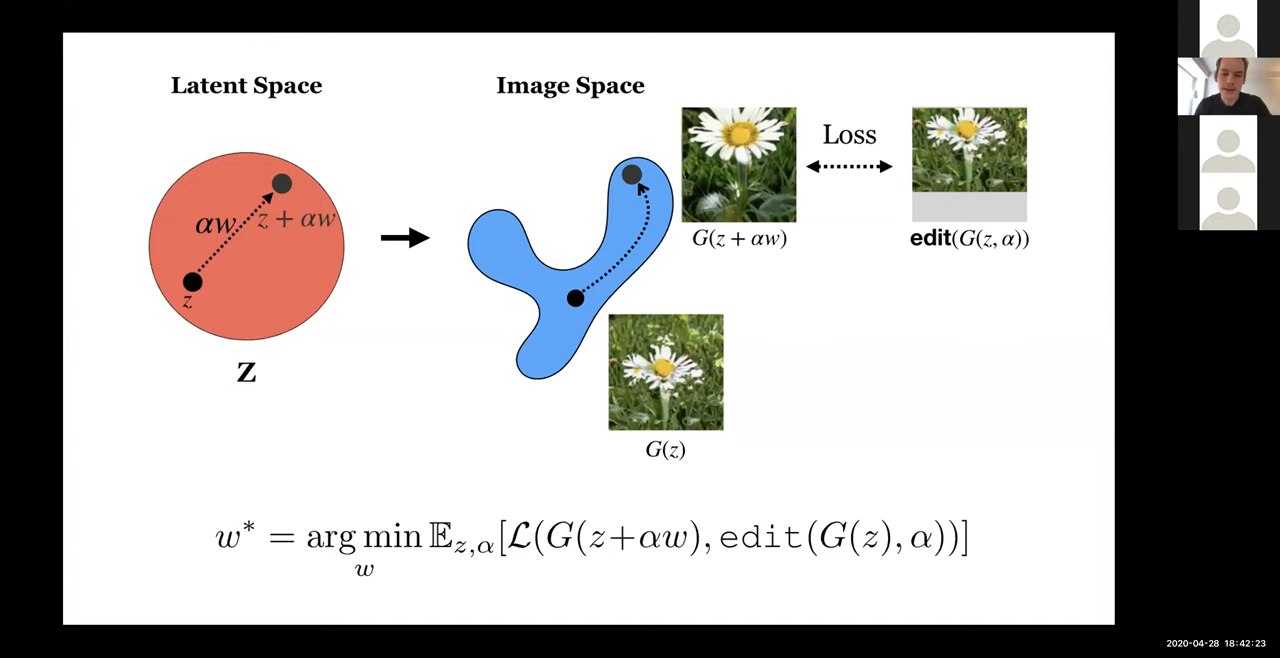 Latent Space
Image Space
Loss
αw
z + αw
z
G(z + αw)
edit(G(z, α))
Z
G(z)
w* = arg min E_{z,α}[ℒ(G(z+αw), edit(G(z), α))]
w
2020-04-28 18:42:23